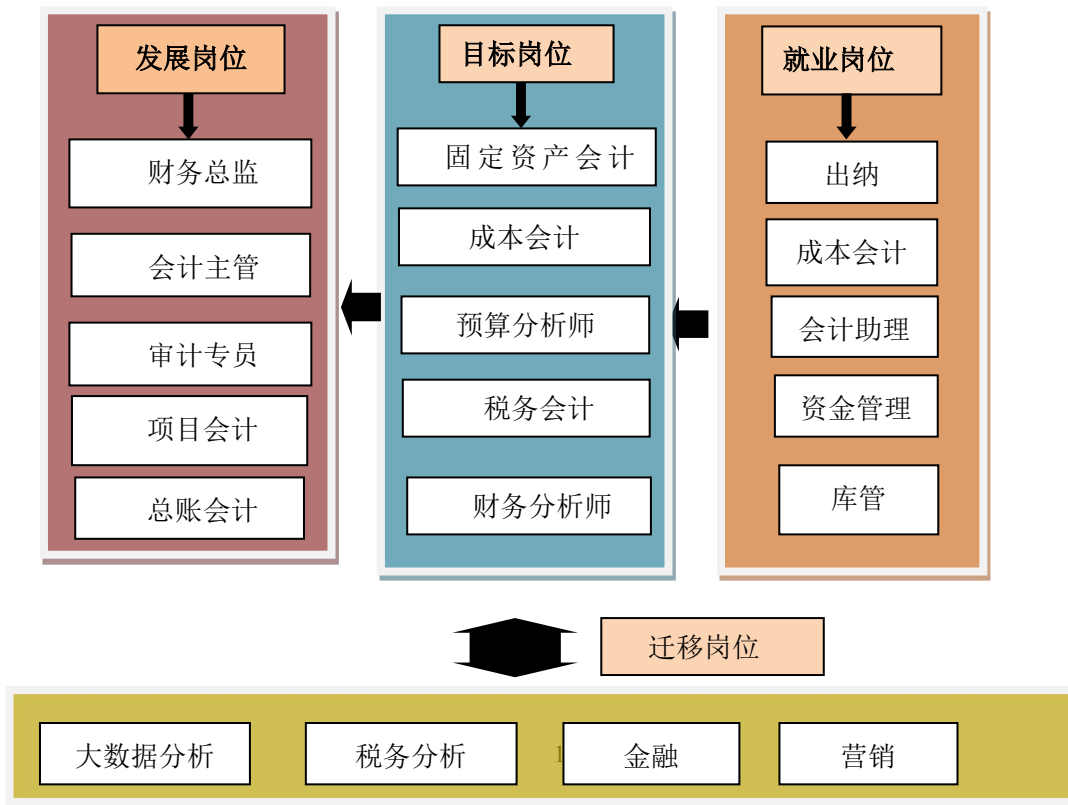 发展岗位
财务总监
会计主管
审计专员
项目会计
总账会计
目标岗位
固定资产会计
成本会计
预算分析师
税务会计
财务分析师
就业岗位
出纳
成本会计
会计助理
资金管理
库管
迁移岗位
大数据分析
税务分析
1
金融
营销